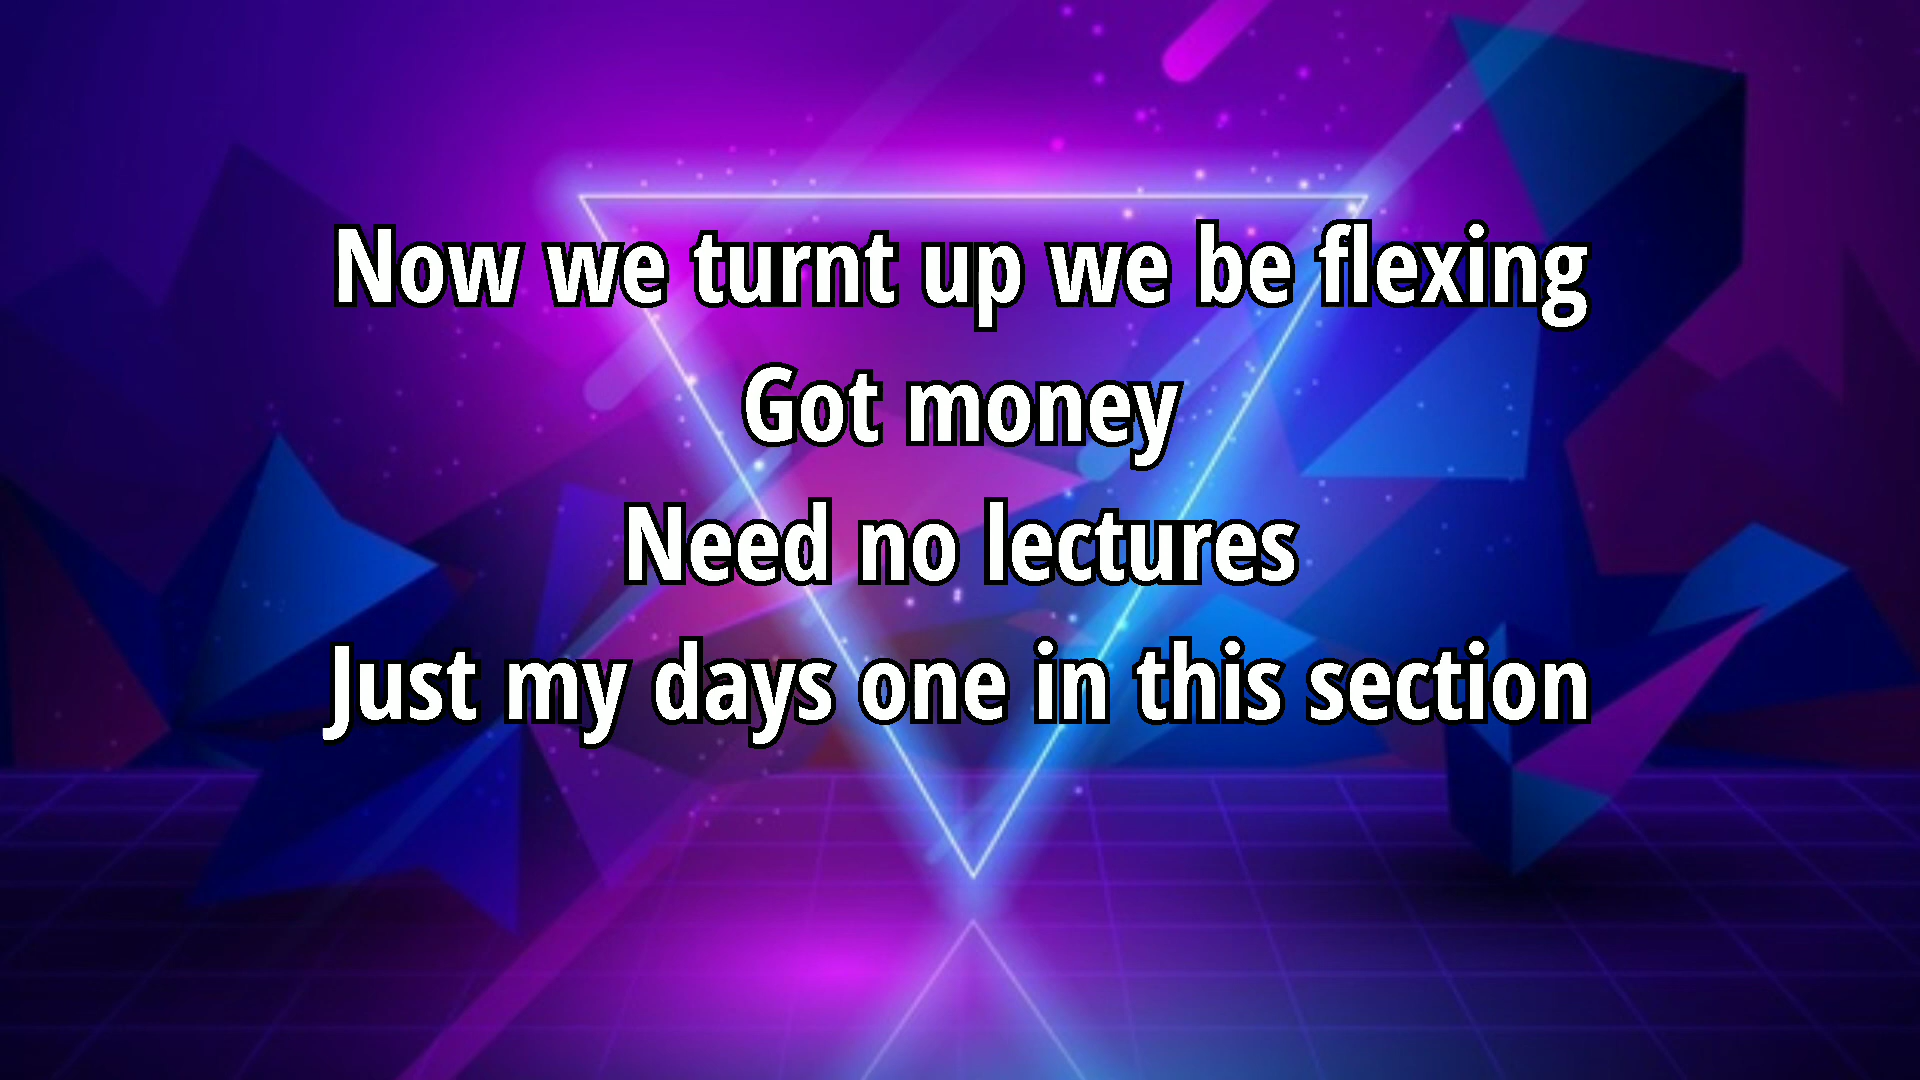 Now we turnt up we be flexing
Got money
Need no lectures
Just my days one in this section